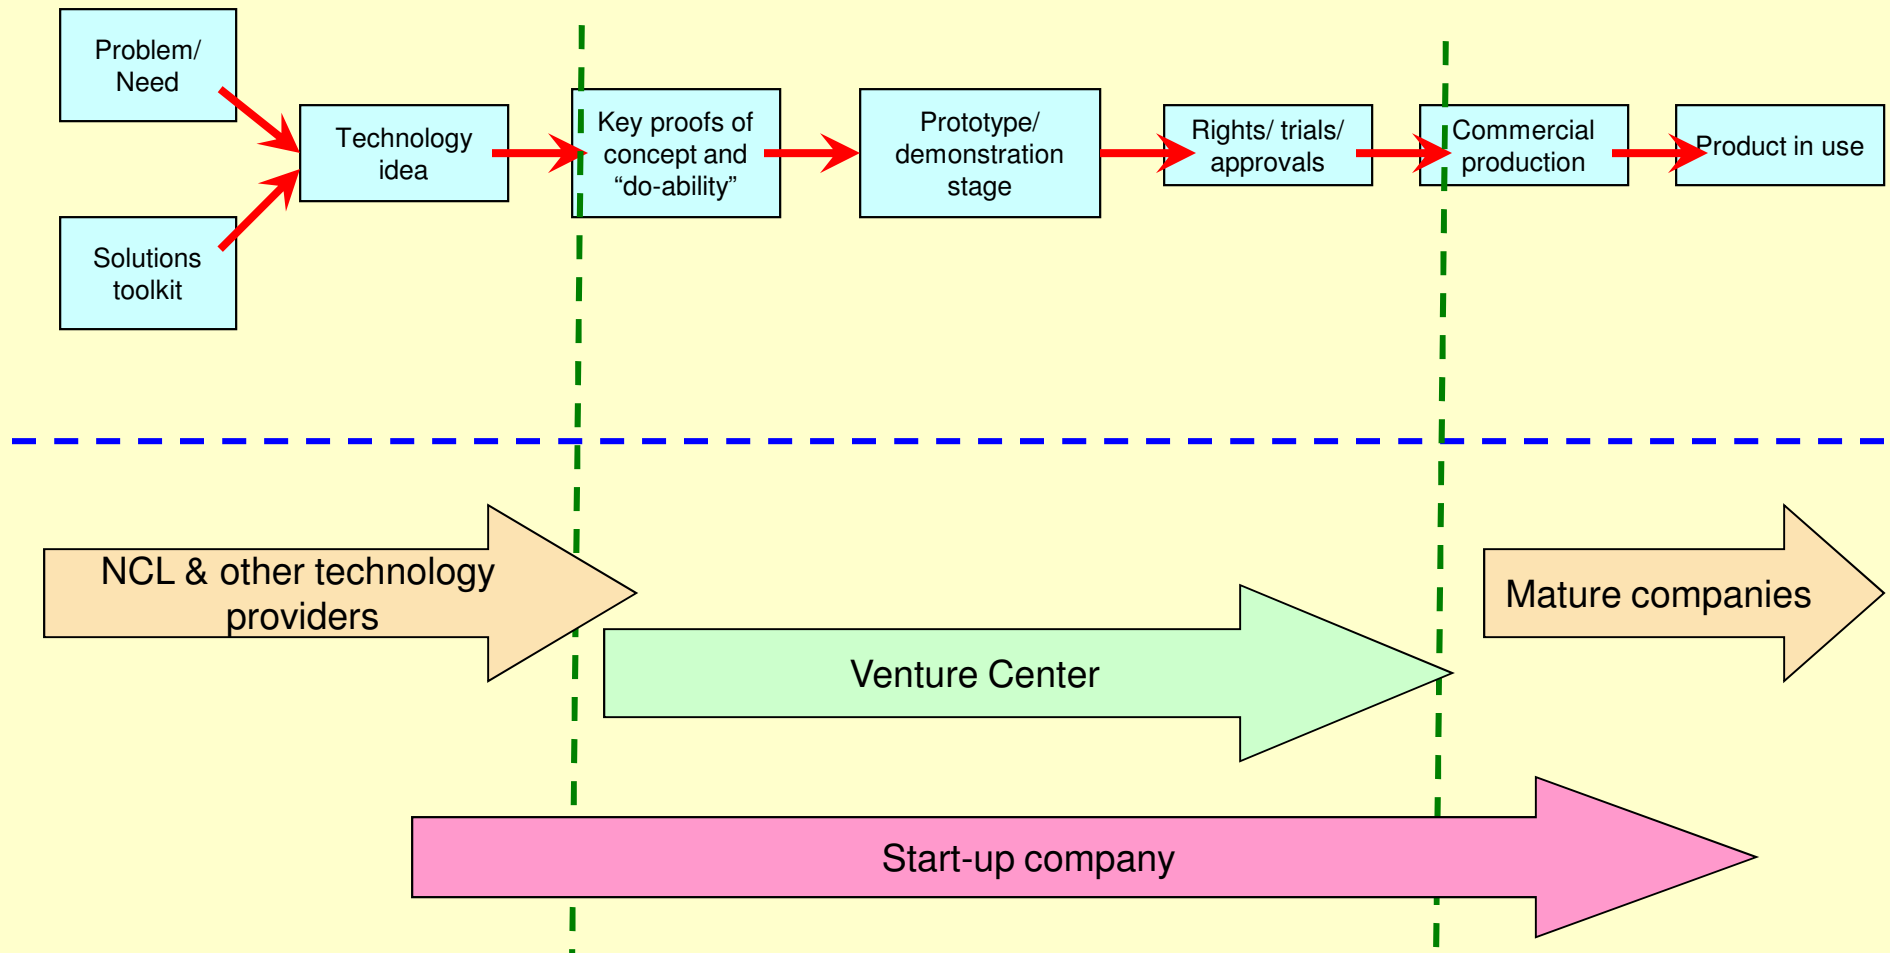 Problem/
Need
Solutions
toolkit
Technology
idea
Key proofs of
concept and
“do-ability”
Prototype/
demonstration
stage
Rights/ trials/
approvals
Commercial
production
Product in use
NCL & other technology
providers
Venture Center
Mature companies
Start-up company